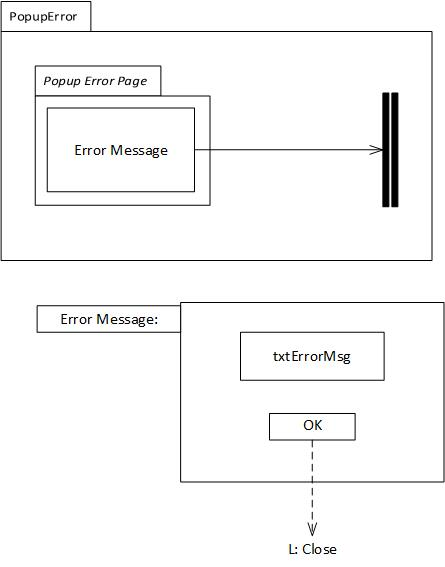 PopupError
Popup Error Page
Error Message
Error Message:
txtErrorMsg
OK
L: Close